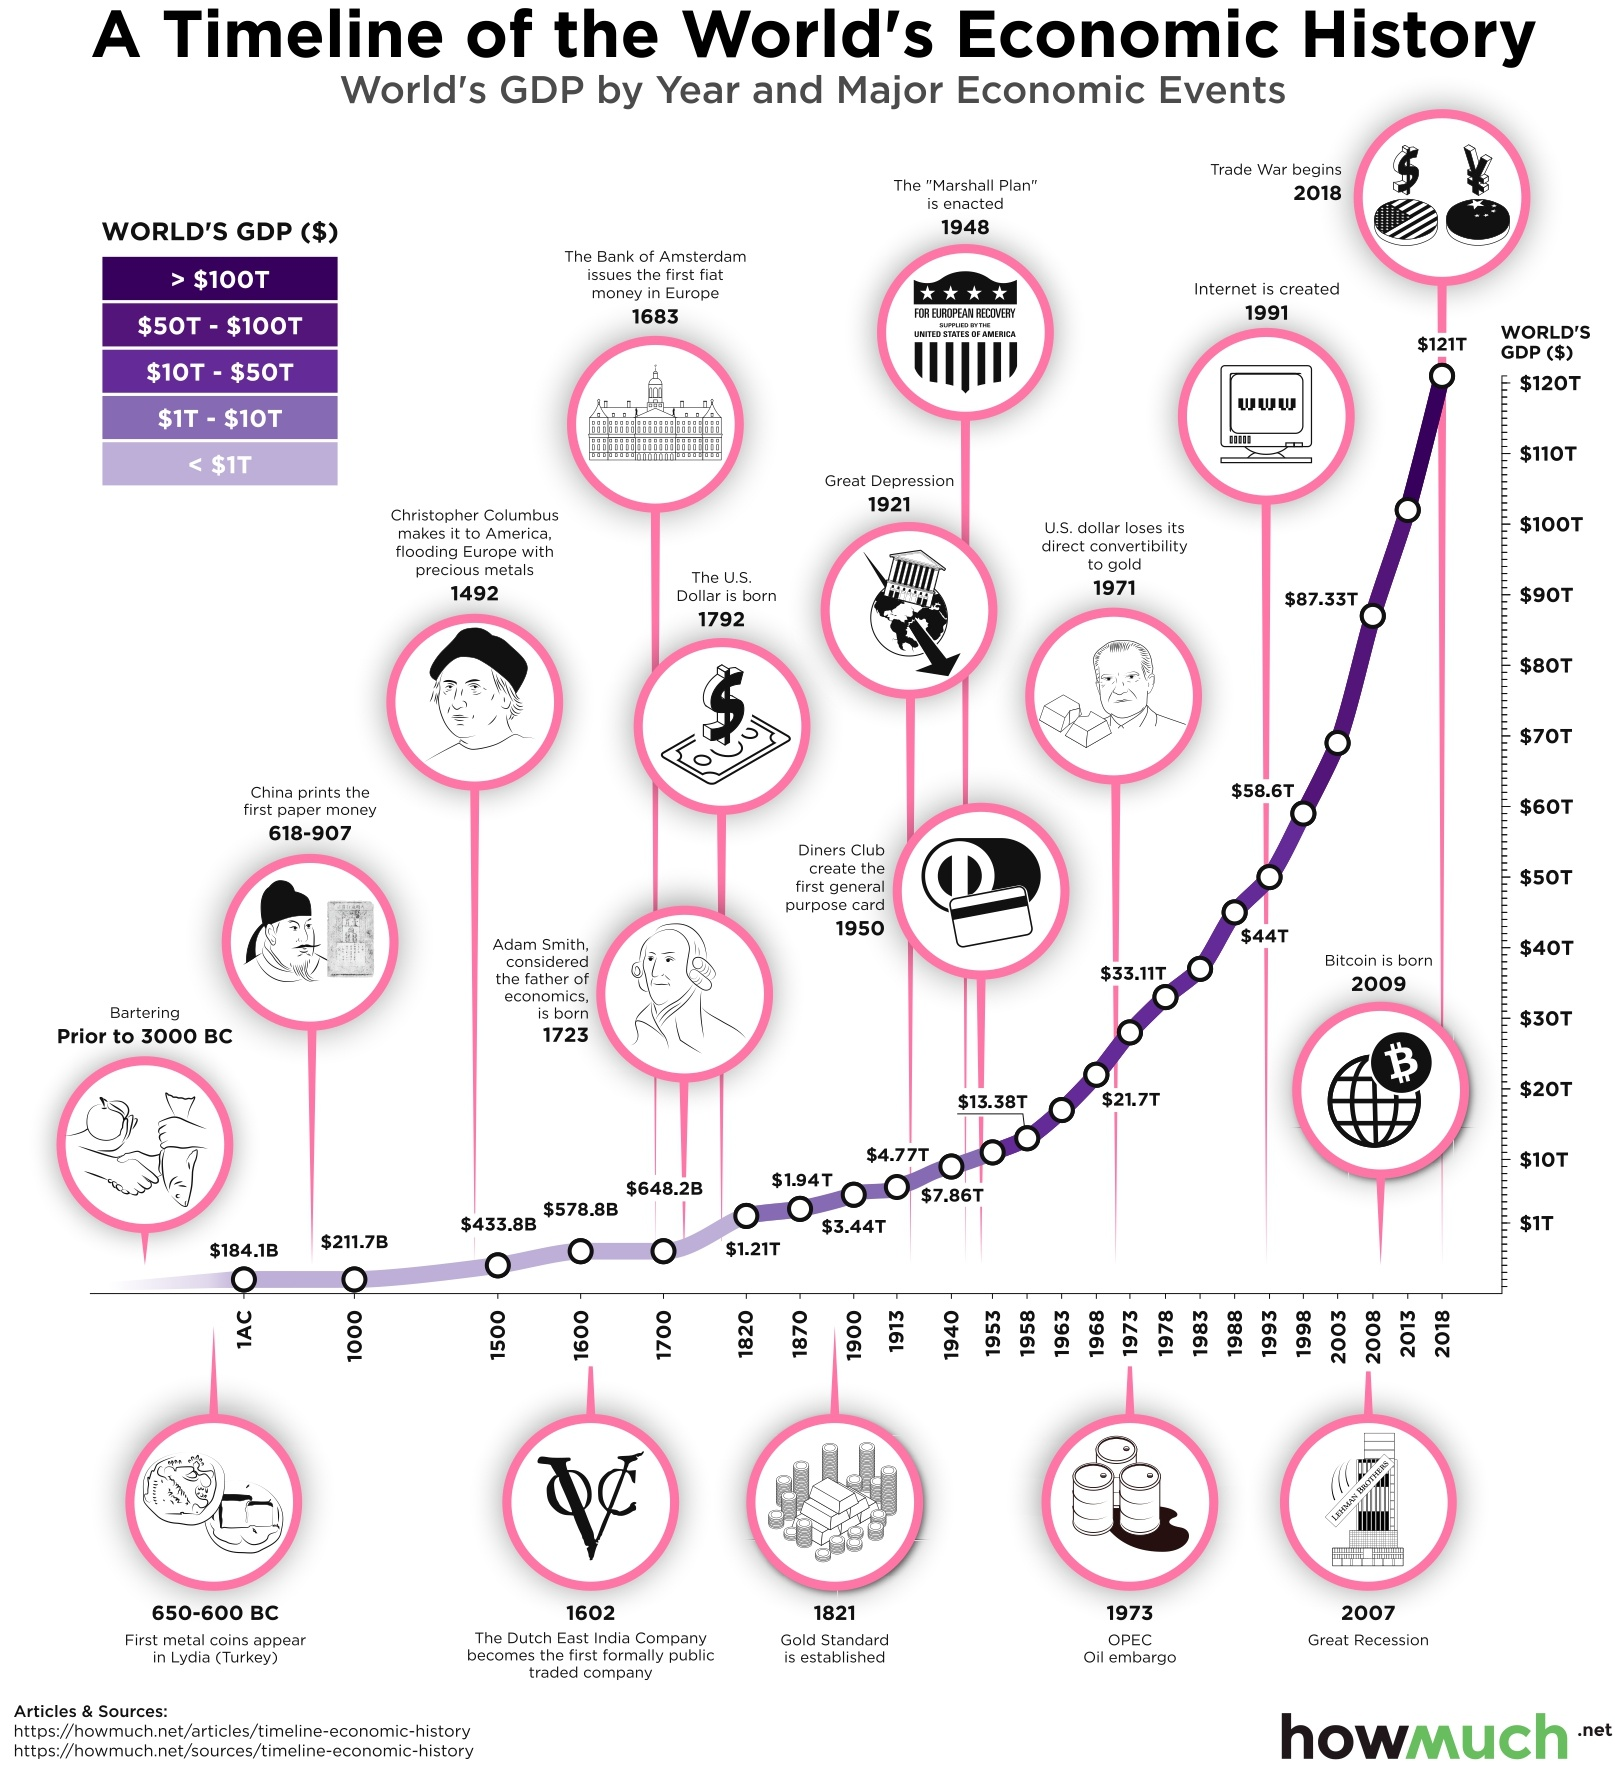 A Timeline of the World's Economic History
World's GDP by Year and Major Economic Events
WORLD'S GDP ($)
> $100T
$50T - $100T
$10T - $50T
$1T - $10T
< $1T
Bartering
Prior to 3000 BC
China prints the
first paper money
618-907
Christopher Columbus
makes it to America,
flooding Europe with
precious metals
1492
The Bank of Amsterdam
issues the first fiat
money in Europe
1683
The U.S.
Dollar is born
1792
Adam Smith,
considered
the father of
economics,
is born
1723
Great Depression
1921
The "Marshall Plan"
is enacted
1948
FOR EUROPEAN RECOVERY
SUPPLIED BY THE
UNITED STATES OF AMERICA
Diners Club
create the
first general
purpose card
1950
U.S. dollar loses its
direct convertibility
to gold
1971
Internet is created
1991
www
Trade War begins
2018
Bitcoin is born
2009
$184.1B
$211.7B
$433.8B
$578.8B
$648.2B
$1.21T
$1.94T
$3.44T
$4.77T
$7.86T
$13.38T
$21.7T
$33.11T
$44T
$58.6T
$87.33T
$121T
WORLD'S
GDP ($)
$120T
$110T
$100T
$90T
$80T
$70T
$60T
$50T
$40T
$30T
$20T
$10T
$1T
1AC
1000
1500
1600
1700
1820
1870
1900
1913
1940
1953
1958
1963
1968
1973
1978
1983
1988
1993
1998
2003
2008
2013
2018
650-600 BC
First metal coins appear
in Lydia (Turkey)
VOC
1602
The Dutch East India Company
becomes the first formally public
traded company
1821
Gold Standard
is established
1973
OPEC
Oil embargo
LEHMAN BROTHERS
2007
Great Recession
Articles & Sources:
https://howmuch.net/articles/timeline-economic-history
https://howmuch.net/sources/timeline-economic-history
howmuch.net